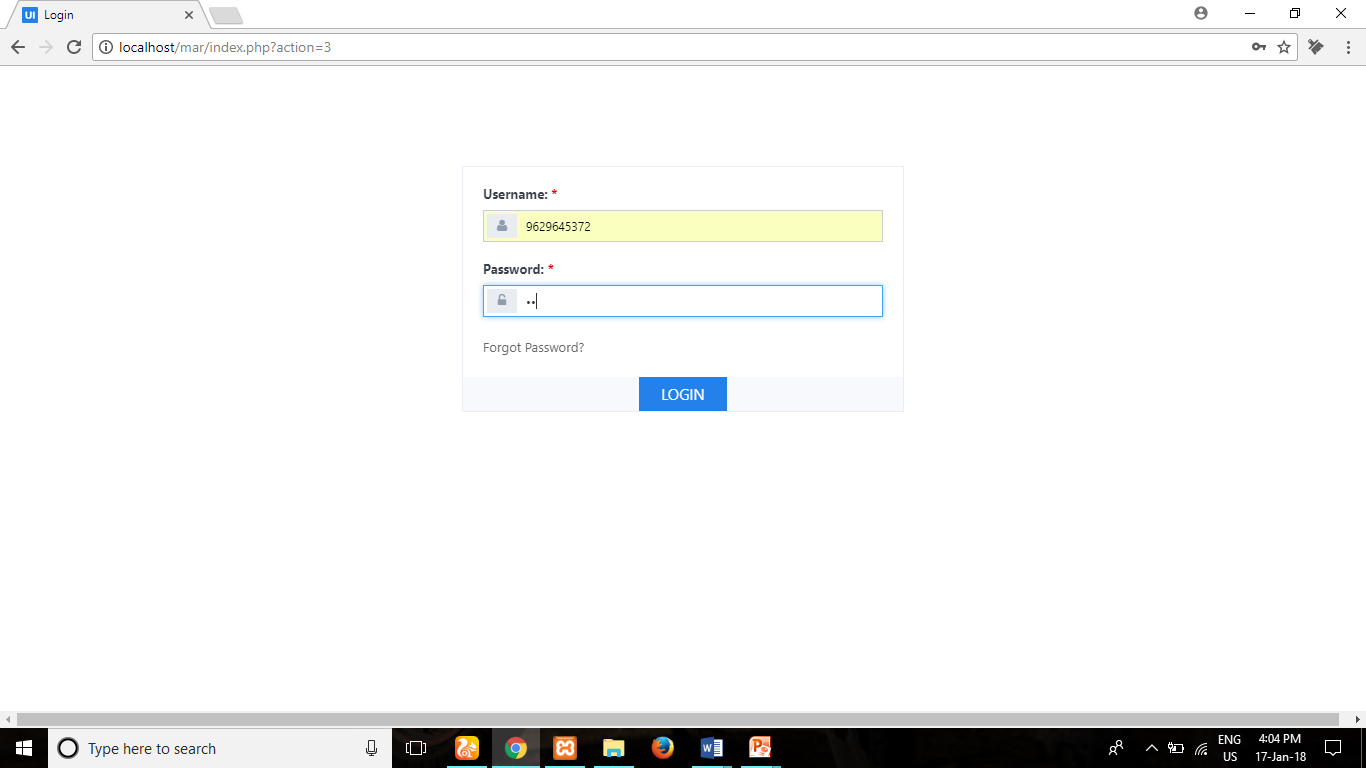 UI Login
localhost/mar/index.php?action=3
Username: *
9629645372
Password: *
••
Forgot Password?
LOGIN
Type here to search
ENG
US
4:04 PM
17-Jan-18